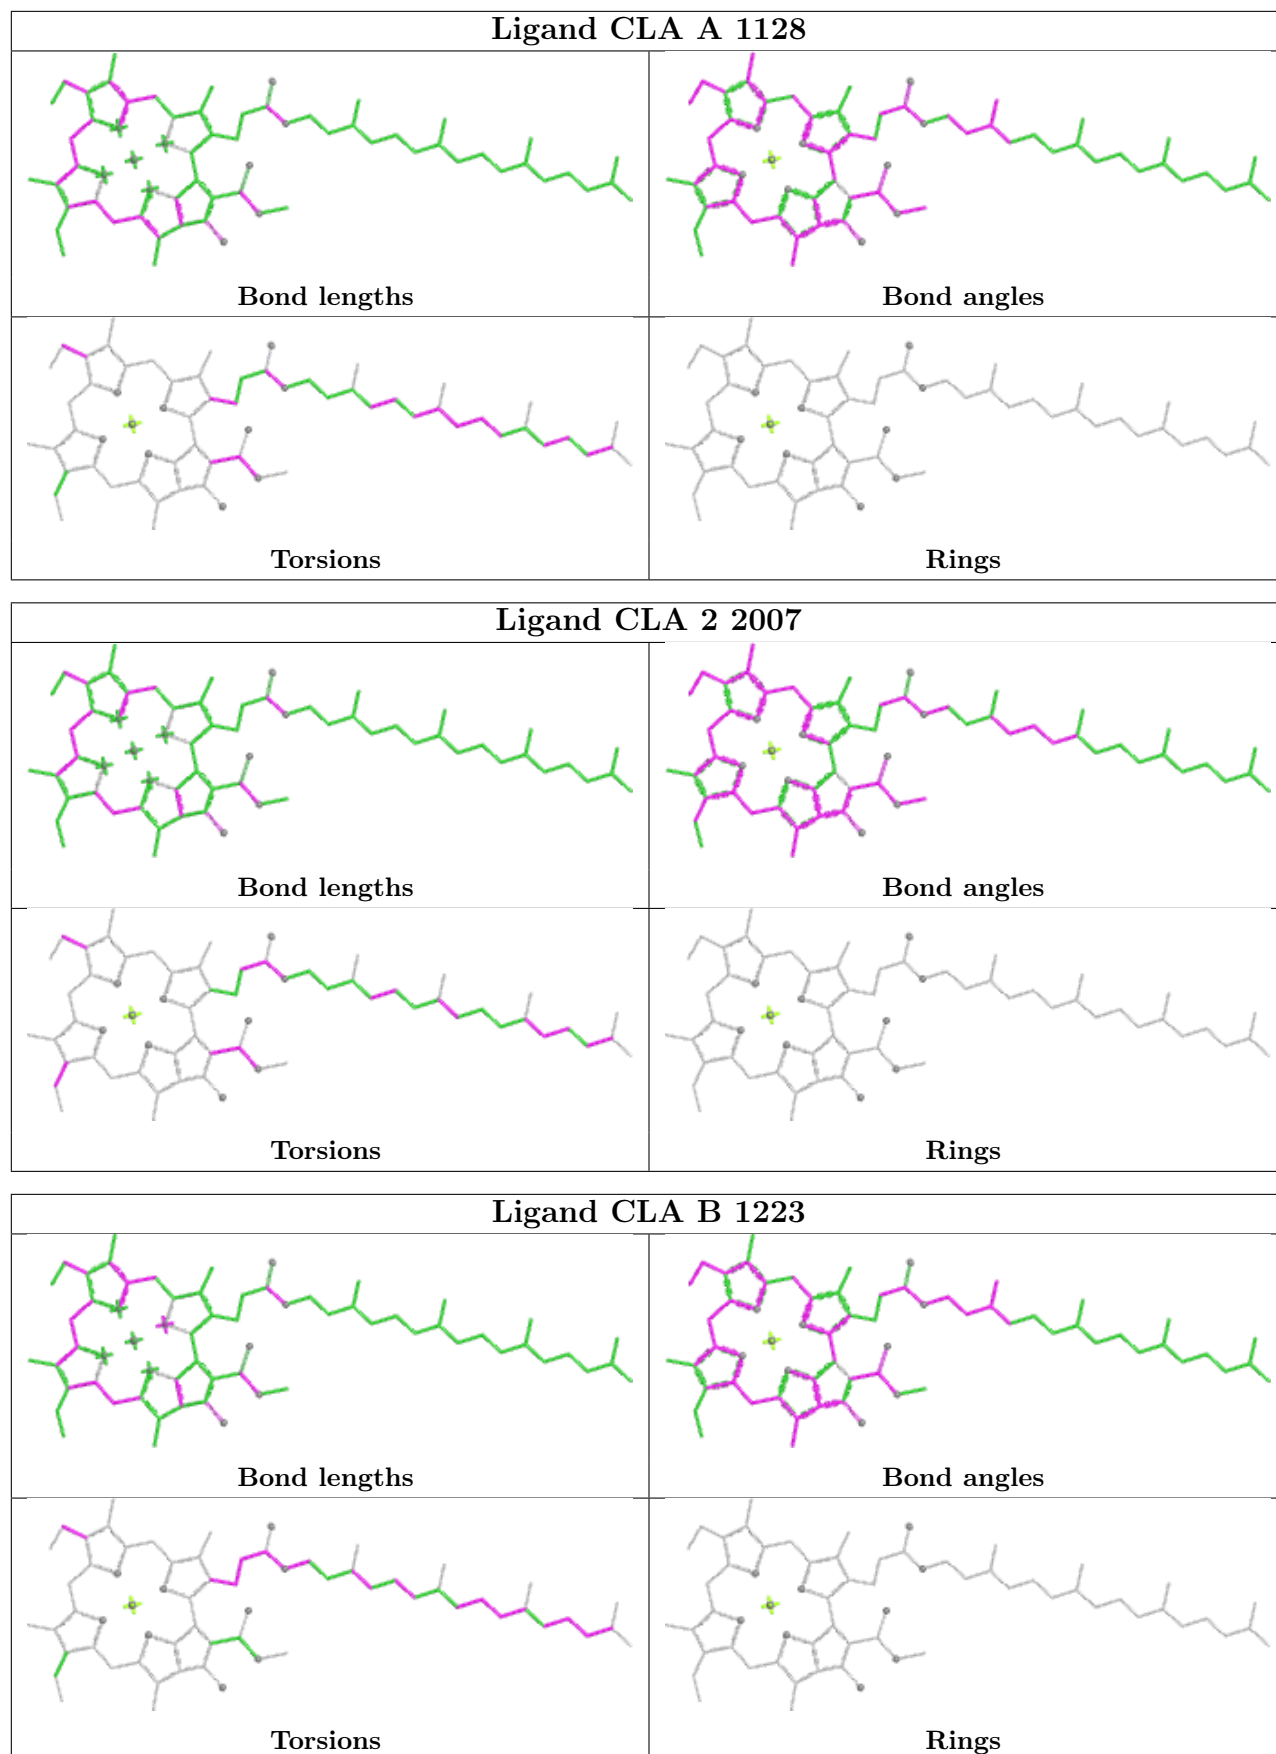 Ligand CLA A 1128
Bond lengths
Bond angles
Torsions
Rings
Ligand CLA 2 2007
Bond lengths
Bond angles
Torsions
Rings
Ligand CLA B 1223
Bond lengths
Bond angles
Torsions
Rings